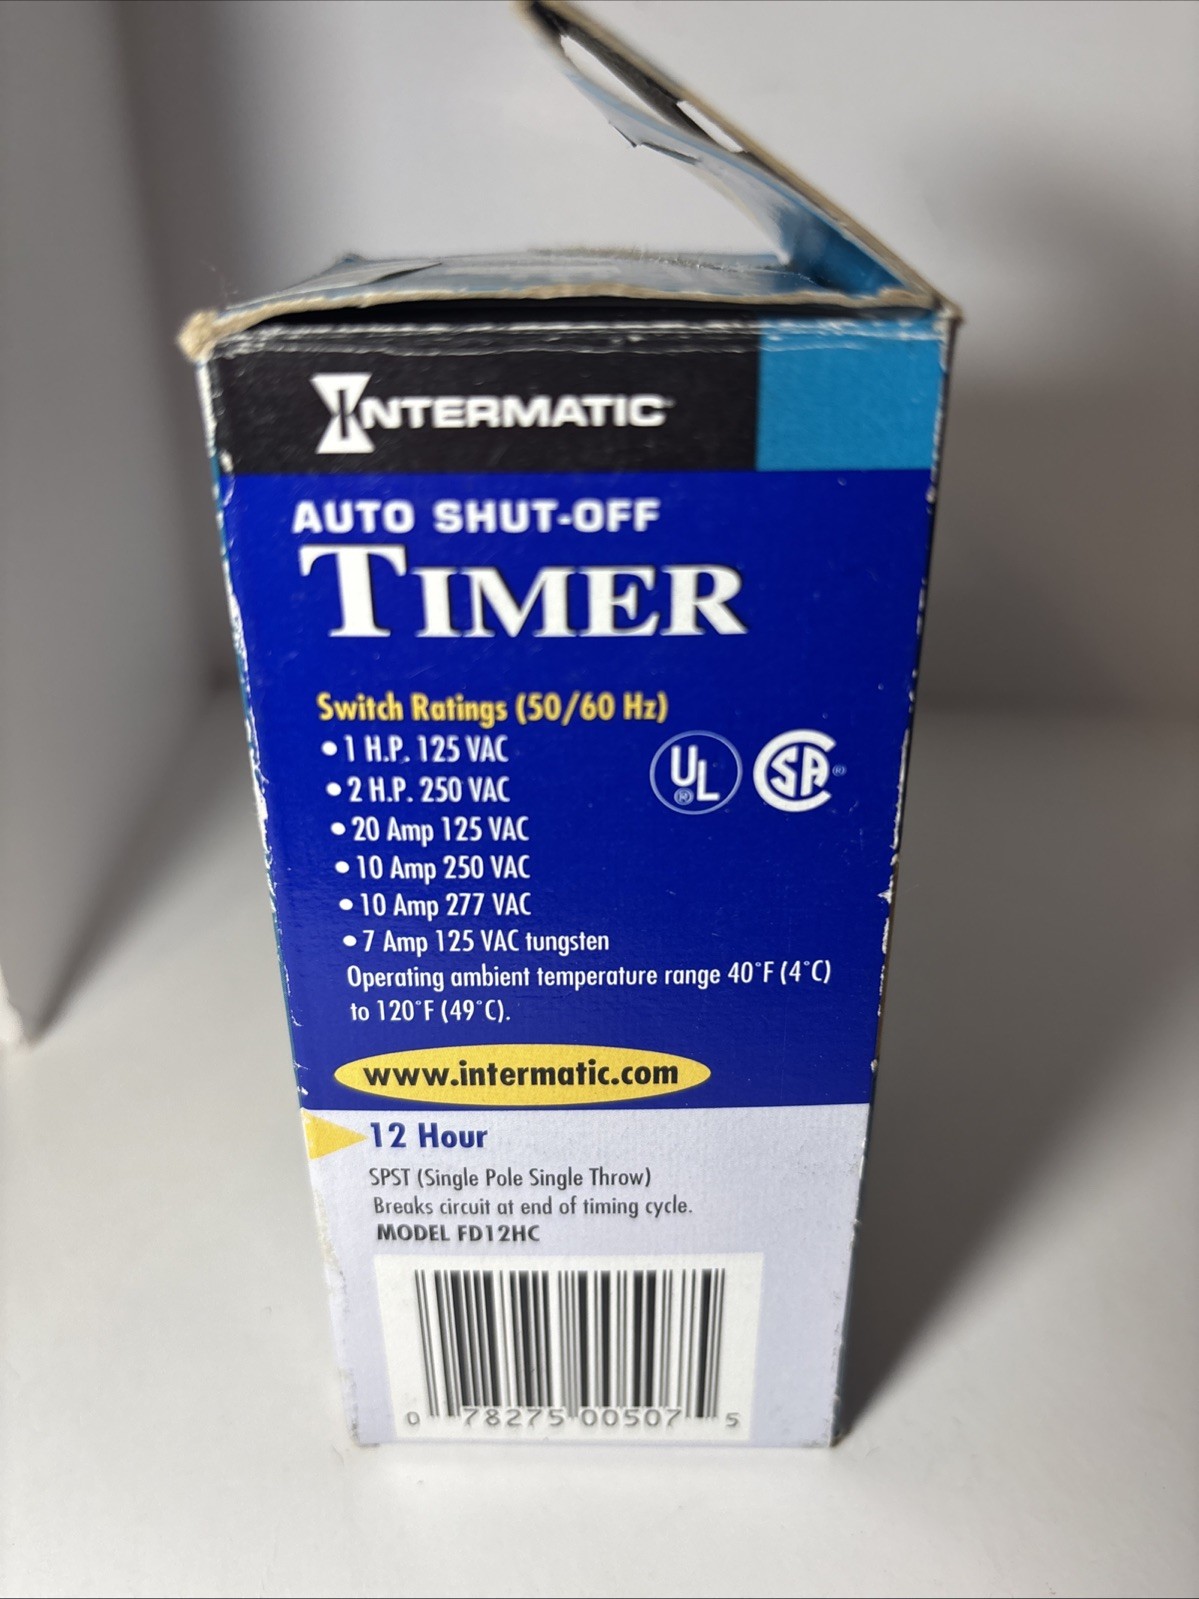 INTERMATIC
AUTO SHUT-OFF
TIMER
Switch Ratings (50/60 Hz)
• 1 H.P. 125 VAC
• 2 H.P. 250 VAC
• 20 Amp 125 VAC
• 10 Amp 250 VAC
• 10 Amp 277 VAC
• 7 Amp 125 VAC tungsten
UL®
SA®
Operating ambient temperature range 40°F (4°C)
to 120°F (49°C).
www.intermatic.com
12 Hour
SPST (Single Pole Single Throw)
Breaks circuit at end of timing cycle.
MODEL FD12HC
0 78275 00507 5